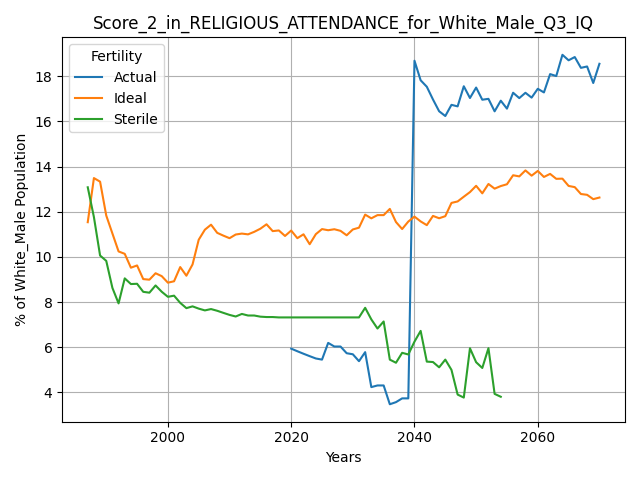 Score_2_in_RELIGIOUS_ATTENDANCE_for_White_Male_Q3_IQ
Fertility
Actual
Ideal
Sterile
% of White_Male Population
18
16
14
12
10
8
6
4
2000
2020
2040
2060
Years